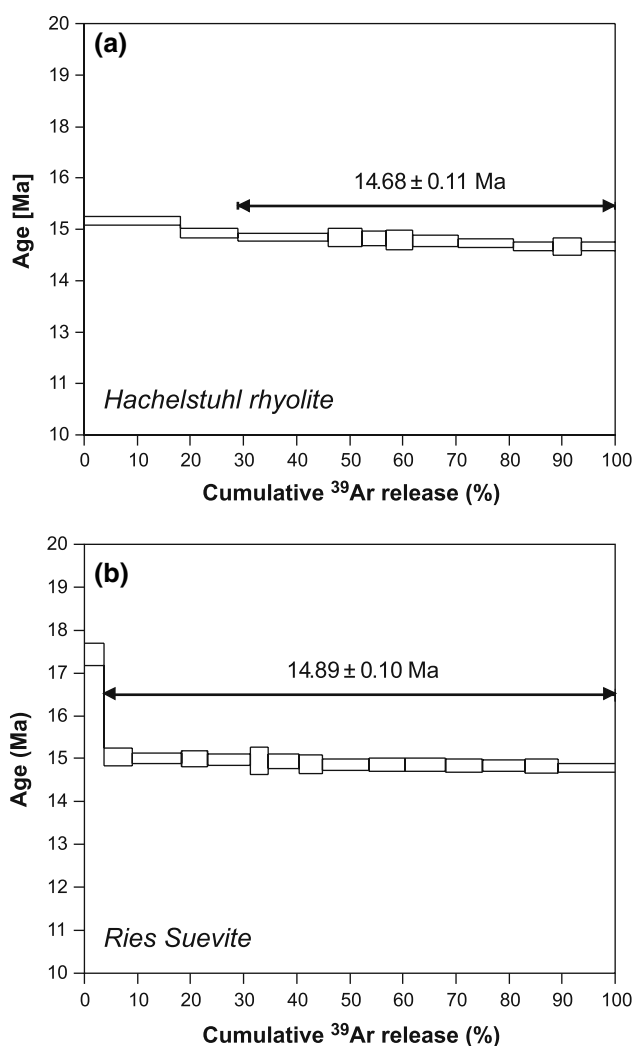 (a)
20
19
18
16
15
14
13
11
10
Age [Ma]
14.68 ± 0.11 Ma
Hachelstuhl rhyolite
0 10 20 30 40 50 60 70 80 90 100
Cumulative ³⁹Ar release (%)
(b)
20
19
18
17
16
15
14
13
12
11
10
Age (Ma)
14.89 ± 0.10 Ma
Ries Suevite
0 10 20 30 40 50 60 70 80 90 100
Cumulative ³⁹Ar release (%)